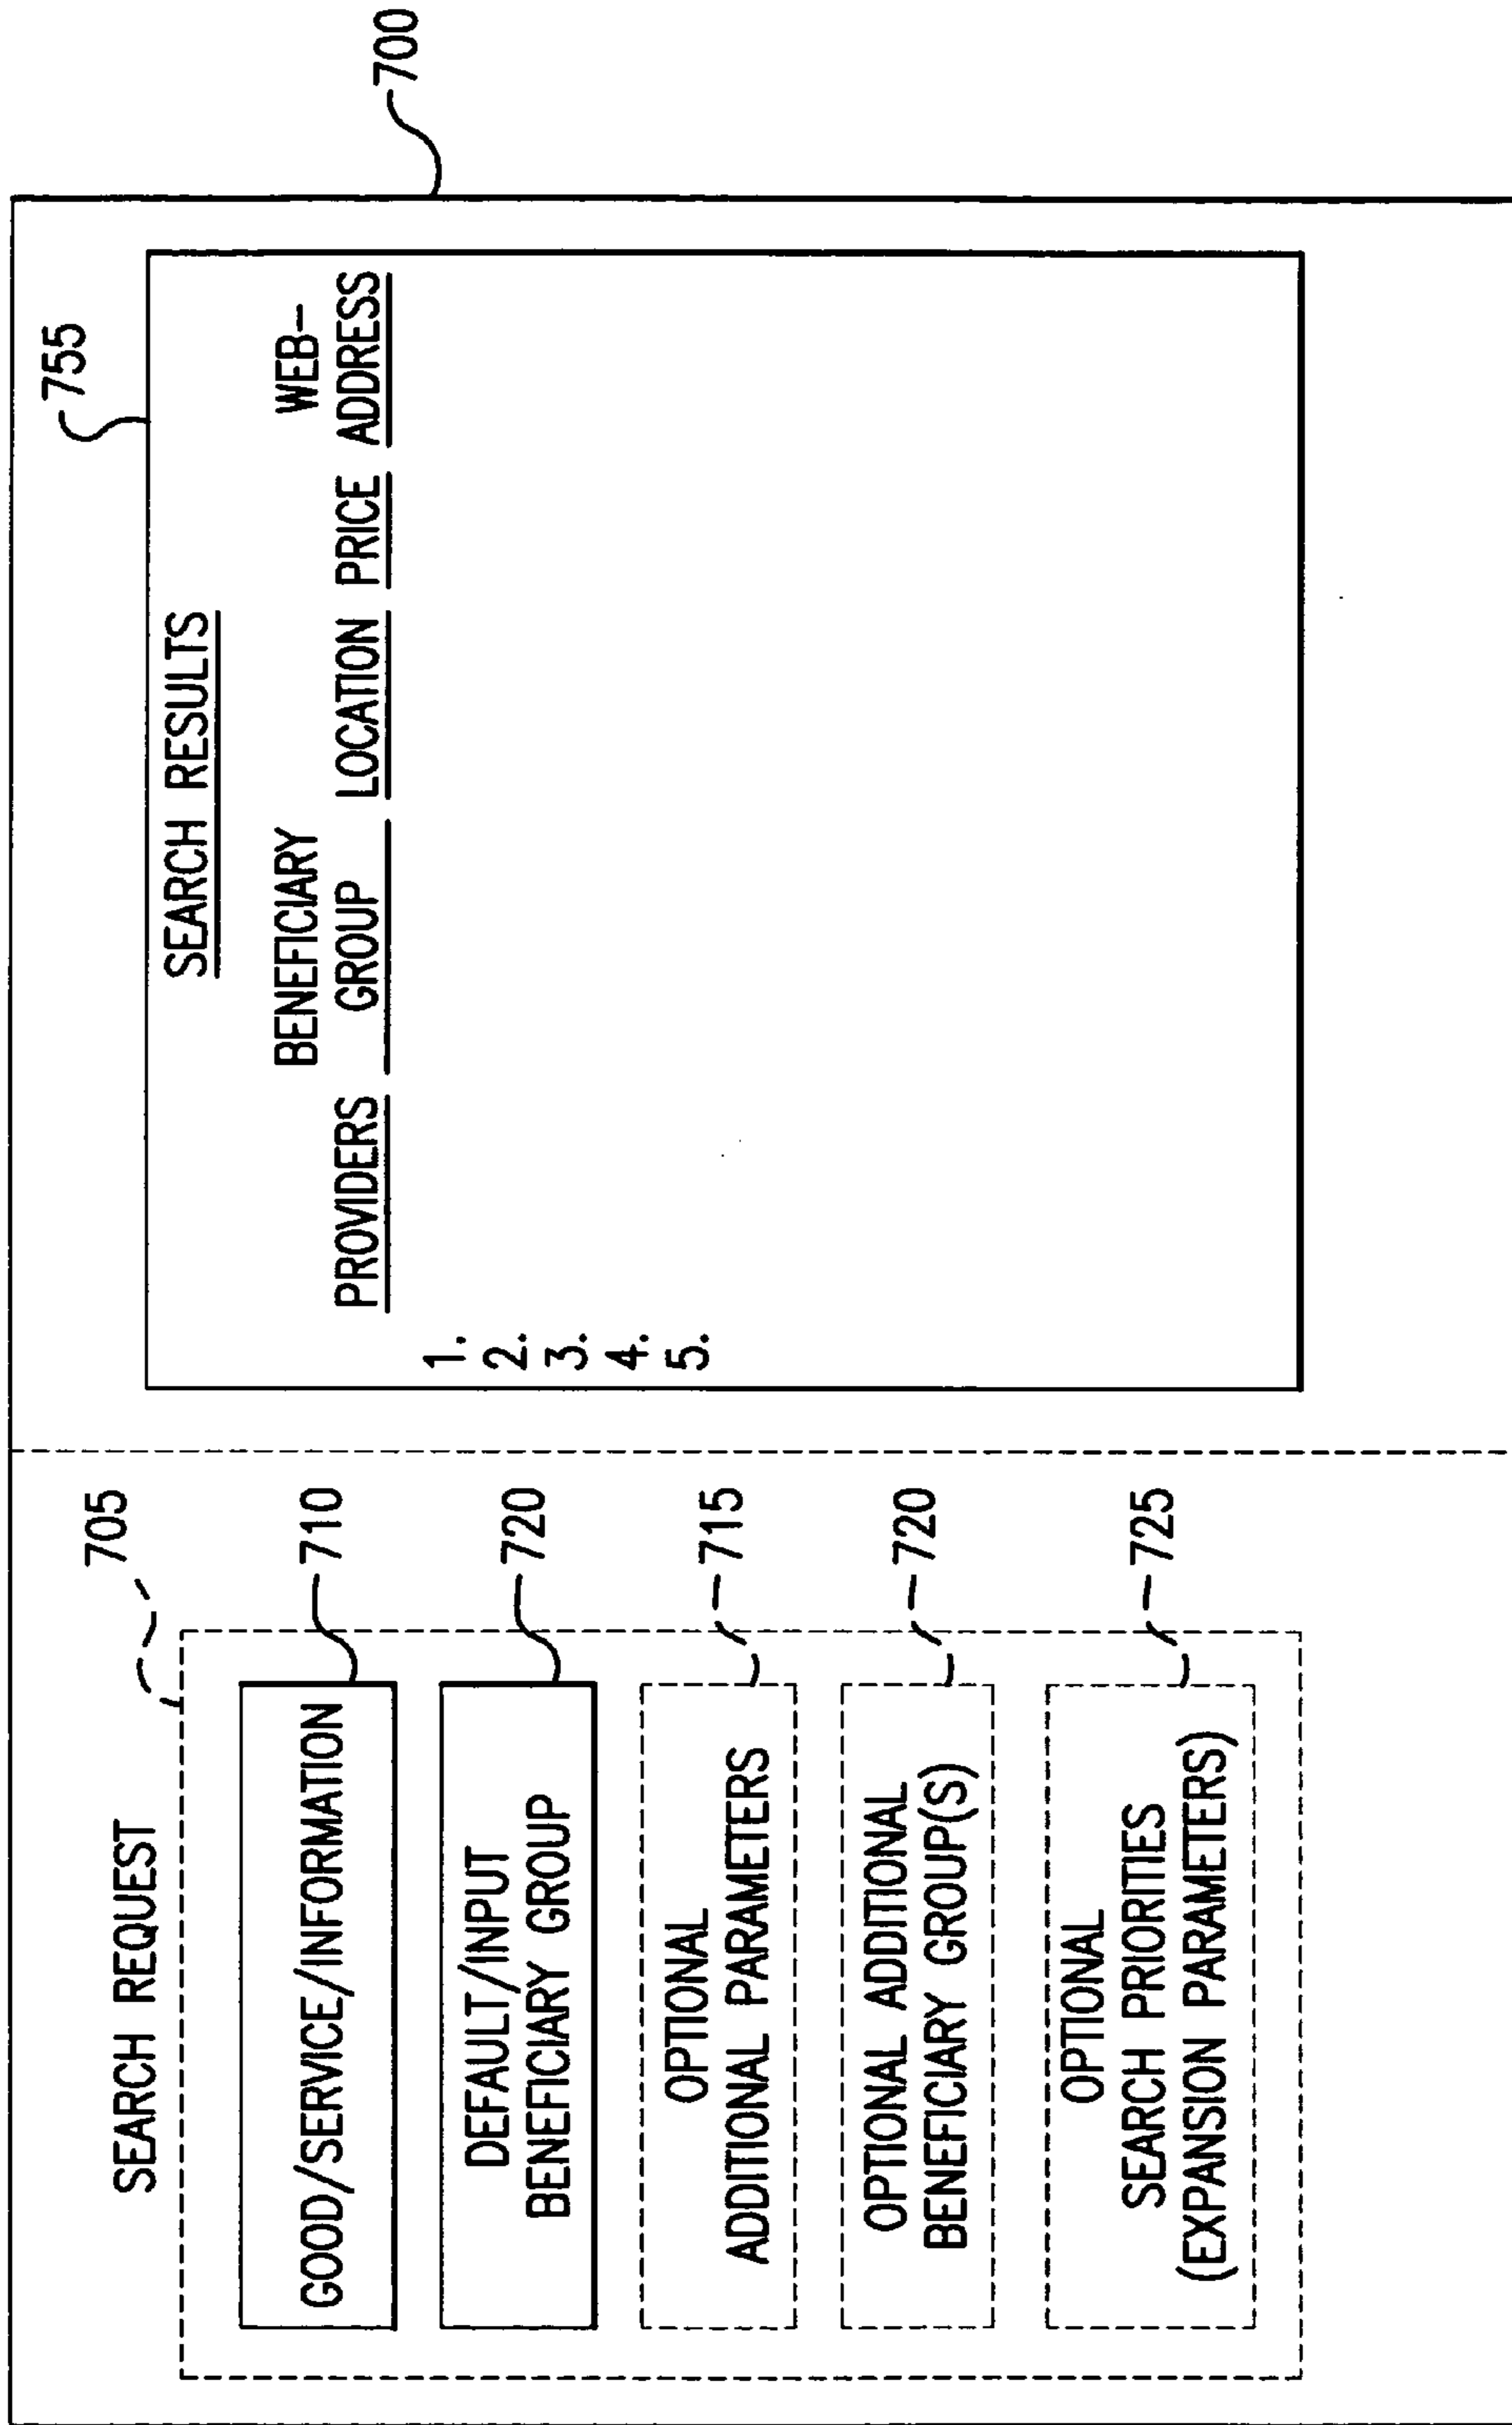 SEARCH REQUEST
705
GOOD/SERVICE/INFORMATION
710
DEFAULT/INPUT
BENEFICIARY GROUP
720
OPTIONAL
ADDITIONAL PARAMETERS
715
OPTIONAL ADDITIONAL
BENEFICIARY GROUP(S)
720
OPTIONAL
SEARCH PRIORITIES
(EXPANSION PARAMETERS)
725
755
SEARCH RESULTS
PROVIDERS
BENEFICIARY
GROUP
LOCATION
PRICE
WEB-
ADDRESS
1.
2.
3.
4.
5.
700